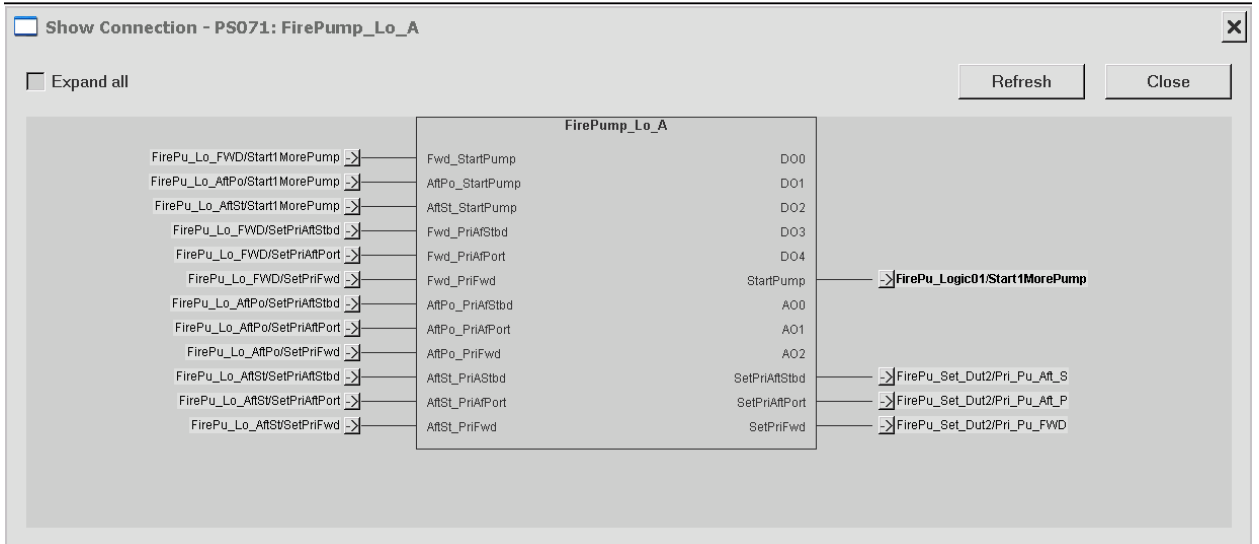 Show Connection - PS071: FirePump_Lo_A
Expand all
Refresh Close
FirePump_Lo_A
FirePu_Lo_FWD/Start1MorePump -> Fwd_StartPump DO0
FirePu_Lo_AftPo/Start1MorePump -> AftPo_StartPump DO1
FirePu_Lo_AftSt/Start1MorePump -> AftSt_StartPump DO2
FirePu_Lo_FWD/SetPriAftStbd -> Fwd_PriAfStbd DO3
FirePu_Lo_FWD/SetPriAftPort -> Fwd_PriAfPort DO4
FirePu_Lo_FWD/SetPriFwd -> Fwd_PriFwd StartPump -> FirePu_Logic01/Start1MorePump
FirePu_Lo_AftPo/SetPriAftStbd -> AftPo_PriAfStbd AO0
FirePu_Lo_AftPo/SetPriAftPort -> AftPo_PriAfPort AO1
FirePu_Lo_AftPo/SetPriFwd -> AftPo_PriFwd AO2
FirePu_Lo_AftSt/SetPriAftStbd -> AftSt_PriAStbd SetPriAftStbd -> FirePu_Set_Dut2/Pri_Pu_Aft_S
FirePu_Lo_AftSt/SetPriAftPort -> AftSt_PriAfPort SetPriAftPort -> FirePu_Set_Dut2/Pri_Pu_Aft_P
FirePu_Lo_AftSt/SetPriFwd -> AftSt_PriFwd SetPriFwd -> FirePu_Set_Dut2/Pri_Pu_FWD